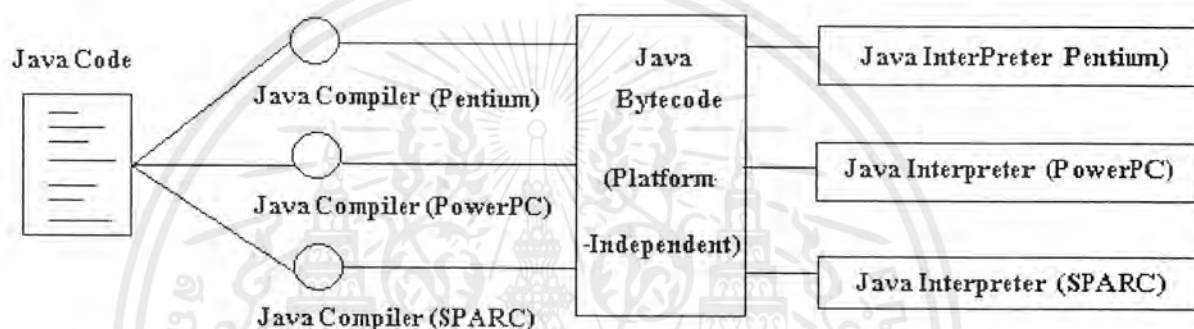 Java Code
Java Compiler (Pentium)
Java Compiler (PowerPC)
Java Compiler (SPARC)
Java
Bytecode
(Platform-
-Independent)
Java InterPreter Pentium)
Java Interpreter (PowerPC)
Java Interpreter (SPARC)